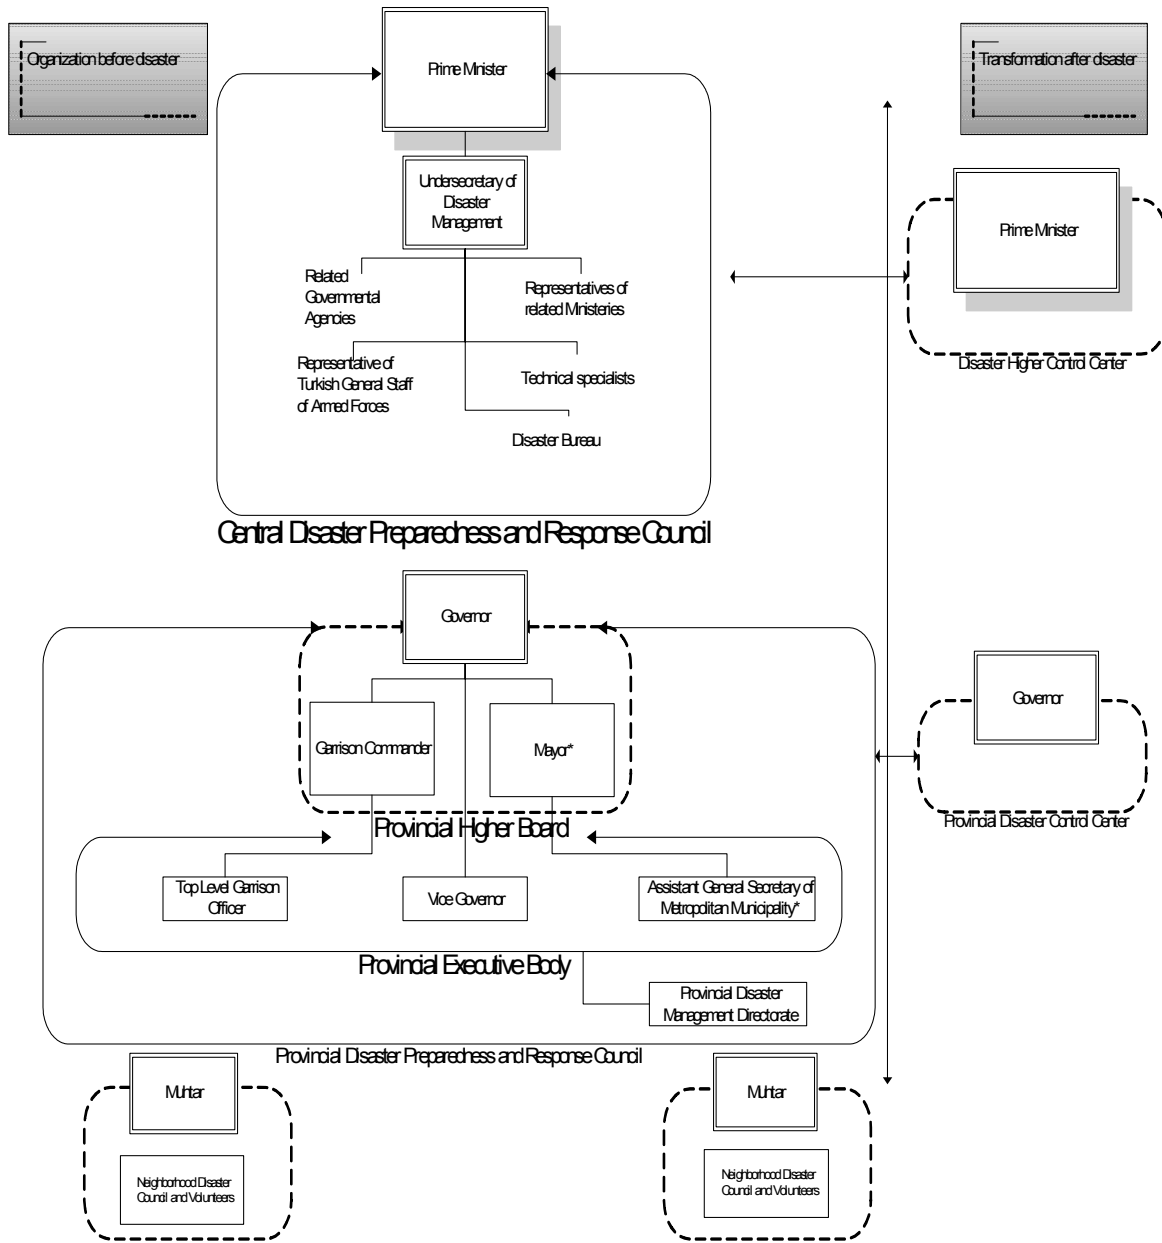 Organization before disaster
Prime Minister
Transformation after disaster
Undersecretary of
Disaster
Management
Prime Minister
Related
Governmental
Agencies
Representatives of
related Ministeries
Disaster Higher Control Center
Representative of
Turkish General Staff
of Armed Forces
Technical specialists
Disaster Bureau
Central Disaster Preparedness and Response Council
Governor
Governor
Garrison Commander
Mayor*
Provincial Higher Board
Provincial Disaster Control Center
Top Level Garrison
Officer
Vice Governor
Assistant General Secretary of
Metropolitan Municipality*
Provincial Executive Body
Provincial Disaster
Management Directorate
Provincial Disaster Preparedness and Response Council
Muhtar
Muhtar
Neighborhood Disaster
Council and Volunteers
Neighborhood Disaster
Council and Volunteers